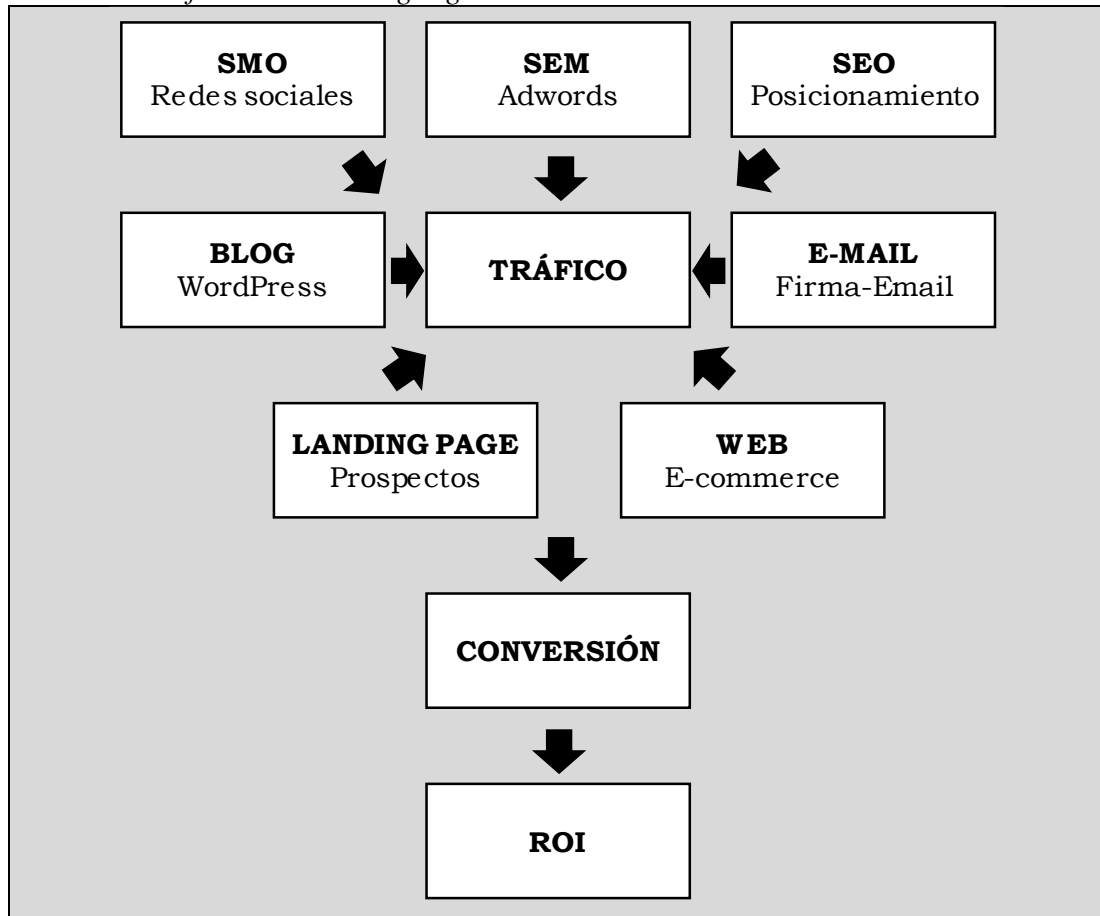 SMO
Redes sociales
SEM
Adwords
SEO
Posicionamiento
BLOG
WordPress
TRÁFICO
E-MAIL
Firma-Email
LANDING PAGE
Prospectos
WEB
E-commerce
CONVERSIÓN
ROI